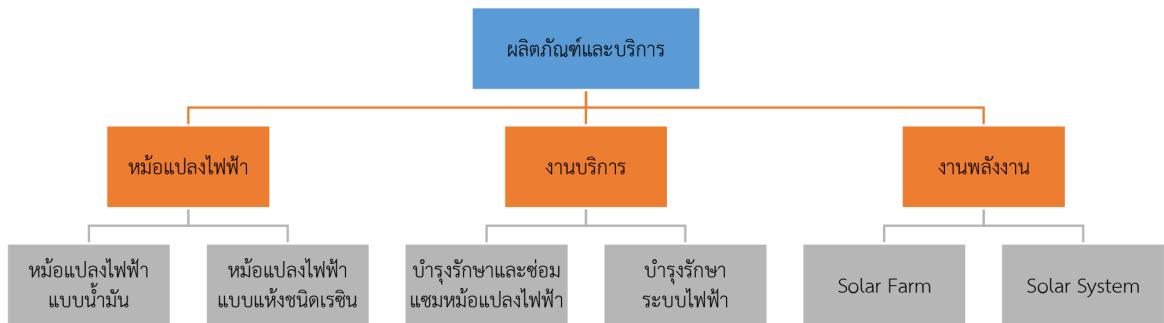 ผลิตภัณฑ์และบริการ
หม้อแปลงไฟฟ้า
งานบริการ
งานพลังงาน
หม้อแปลงไฟฟ้า
แบบน้ำมัน
หม้อแปลงไฟฟ้า
แบบแห้งชนิดเรซิน
บำรุงรักษาและซ่อม
แซมหม้อแปลงไฟฟ้า
บำรุงรักษา
ระบบไฟฟ้า
Solar Farm
Solar System